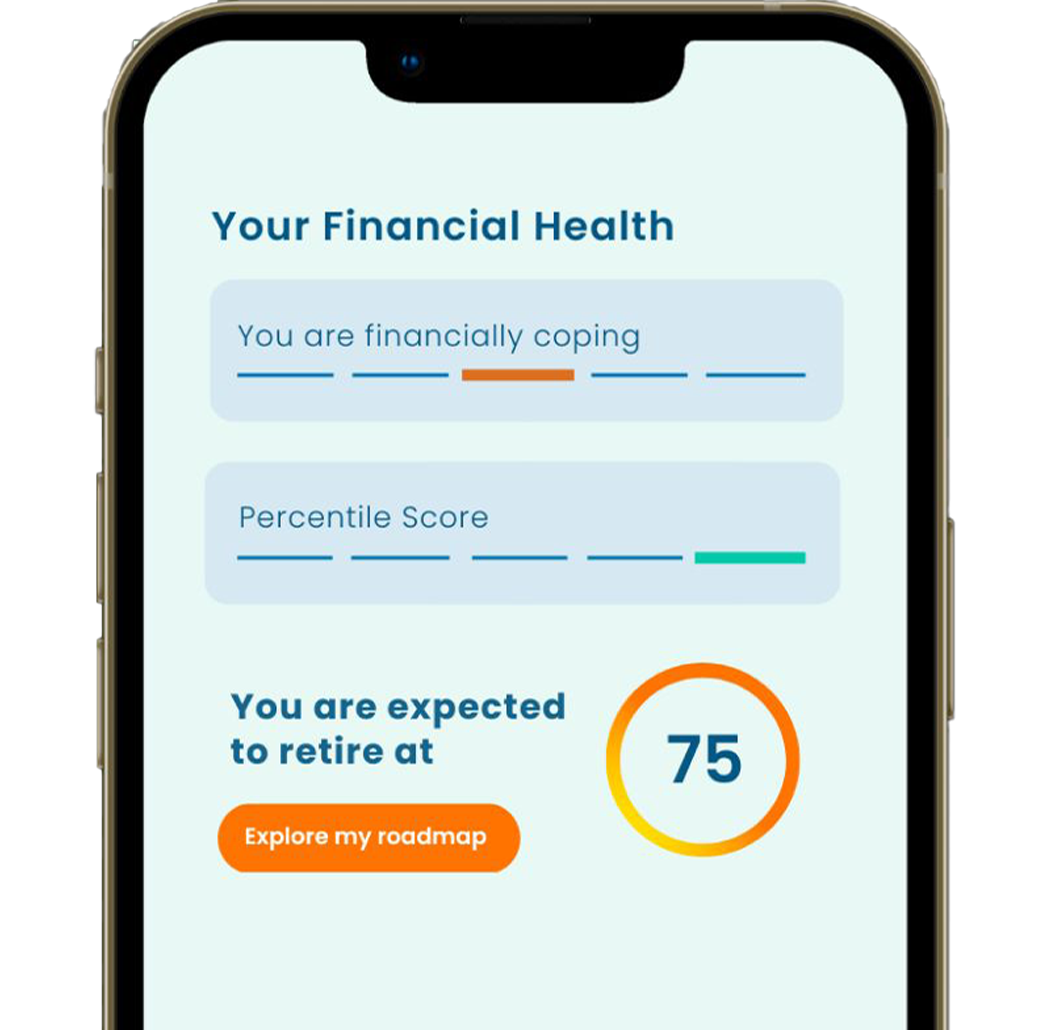 Your Financial Health
You are financially coping
Percentile Score
You are expected
to retire at
75
Explore my roadmap